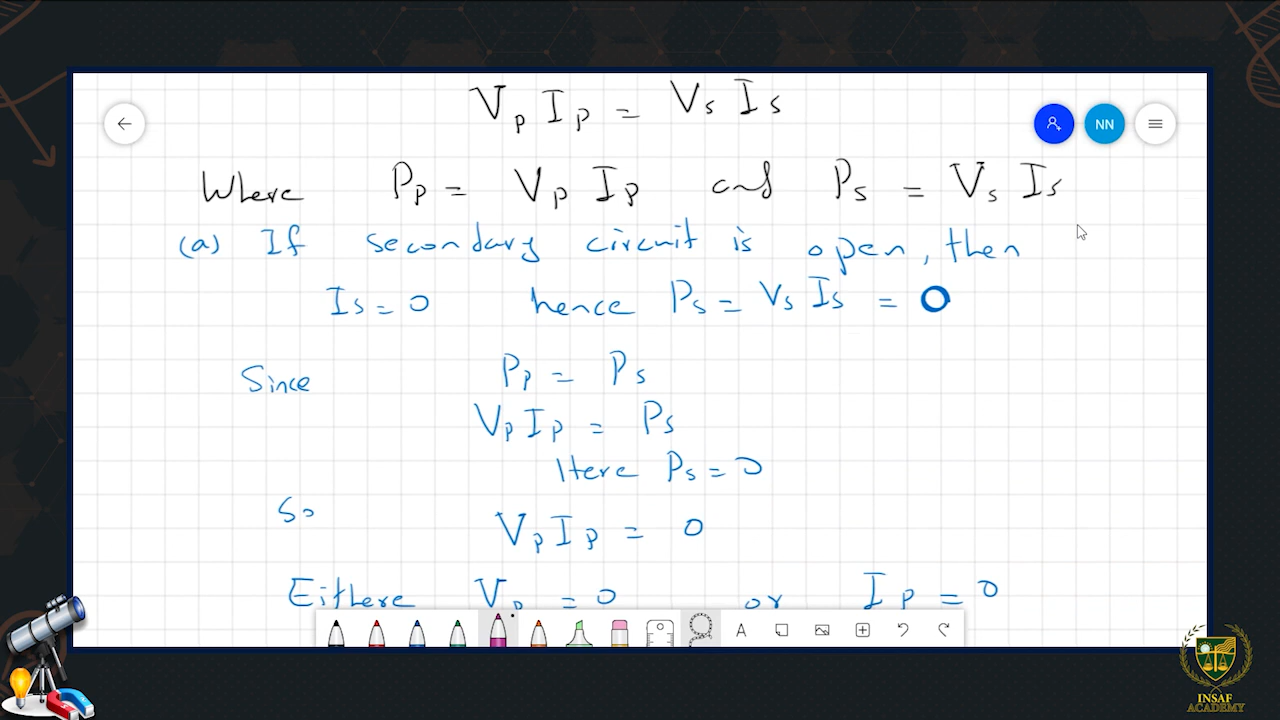 Vp Ip = Vs Is
NN
Where Pp = Vp Ip and Ps = Vs Is
(a) If secondary circuit is open, then
Is = 0 hence Ps = Vs Is = 0
Since Pp = Ps
Vp Ip = Ps
Here Ps = 0
So
Vp Ip = 0
Eithere Vp = 0 or Ip = 0
A
INSAF
ACADEMY